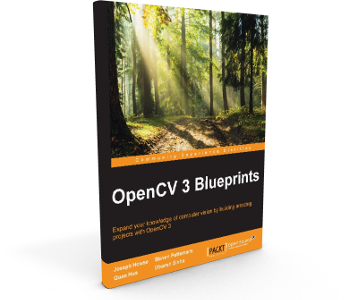 Community Experience Distilled
OpenCV 3 Blueprints
Expand your knowledge of computer vision by building amazing
projects with OpenCV 3
Joseph Howse Steven Puttemans
Quan Hua Utkarsh Sinha
PACKT